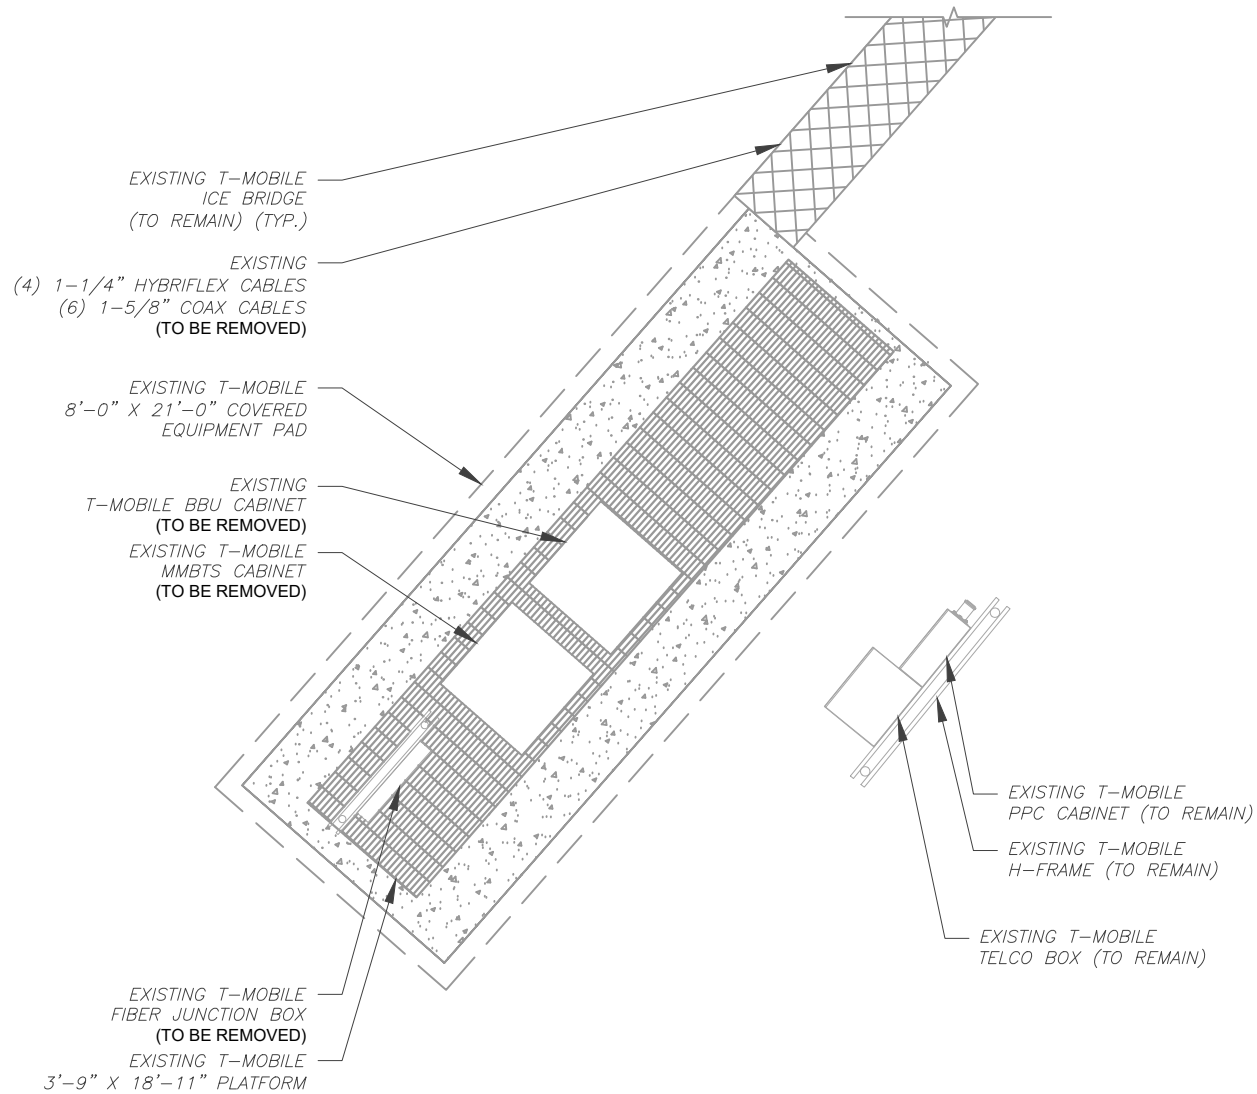 EXISTING T-MOBILE
ICE BRIDGE
(TO REMAIN) (TYP.)
EXISTING
(4) 1-1/4" HYBRIFLEX CABLES
(6) 1-5/8" COAX CABLES
(TO BE REMOVED)
EXISTING T-MOBILE
8'-0" X 21'-0" COVERED
EQUIPMENT PAD
EXISTING
T-MOBILE BBU CABINET
(TO BE REMOVED)
EXISTING T-MOBILE
MMBTS CABINET
(TO BE REMOVED)
EXISTING T-MOBILE
FIBER JUNCTION BOX
(TO BE REMOVED)
EXISTING T-MOBILE
3'-9" X 18'-11" PLATFORM
EXISTING T-MOBILE
PPC CABINET (TO REMAIN)
EXISTING T-MOBILE
H-FRAME (TO REMAIN)
EXISTING T-MOBILE
TELCO BOX (TO REMAIN)